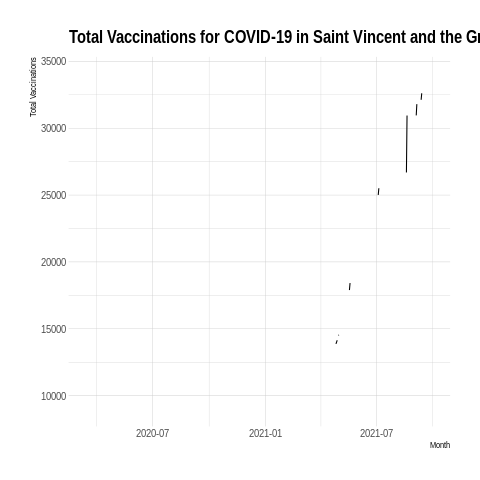 Total Vaccinations for COVID-19 in Saint Vincent and the Gr
Total Vaccinations
35000
30000
25000
20000
15000
10000
2020-07 2021-01 2021-07
Month